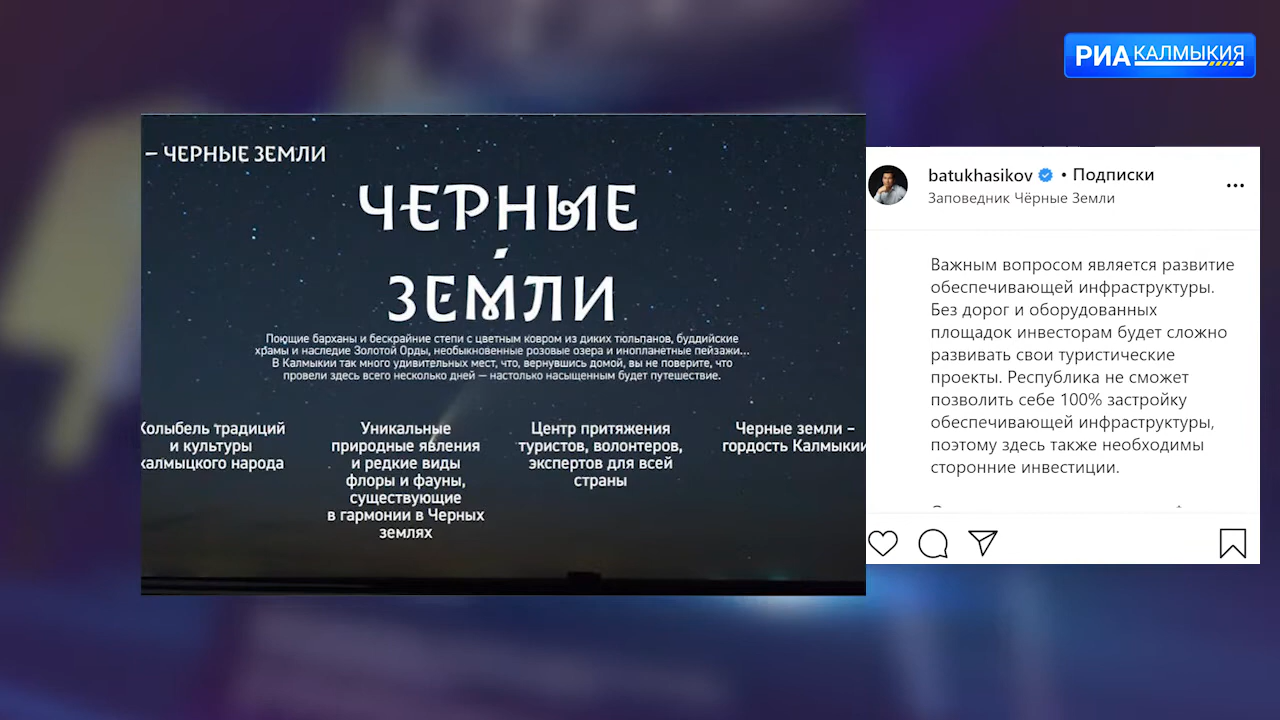 РИА КАЛМЫКИЯ
– ЧЕРНЫЕ ЗЕМЛИ
ЧЕРНЫЕ
ЗЕМЛИ
Поющие барханы и бескрайние степи с цветным ковром из диких тюльпанов, буддийские
храмы и наследие Золотой Орды, необыкновенные розовые озера и инопланетные пейзажи...
В Калмыкии так много удивительных мест, что, вернувшись домой, вы не поверите, что
провели здесь всего несколько дней — настолько насыщенным будет путешествие.
Колыбель традиций
и культуры
калмыцкого народа
Уникальные
природные явления
и редкие виды
флоры и фауны,
существующие
в гармонии в Черных
землях
Центр притяжения
туристов, волонтеров,
экспертов для всей
страны
Черные земли –
гордость Калмыкии
batukhasikov • Подписки
Заповедник Чёрные Земли
Важным вопросом является развитие
обеспечивающей инфраструктуры.
Без дорог и оборудованных
площадок инвесторам будет сложно
развивать свои туристические
проекты. Республика не сможет
позволить себе 100% застройку
обеспечивающей инфраструктуры,
поэтому здесь также необходимы
сторонние инвестиции.